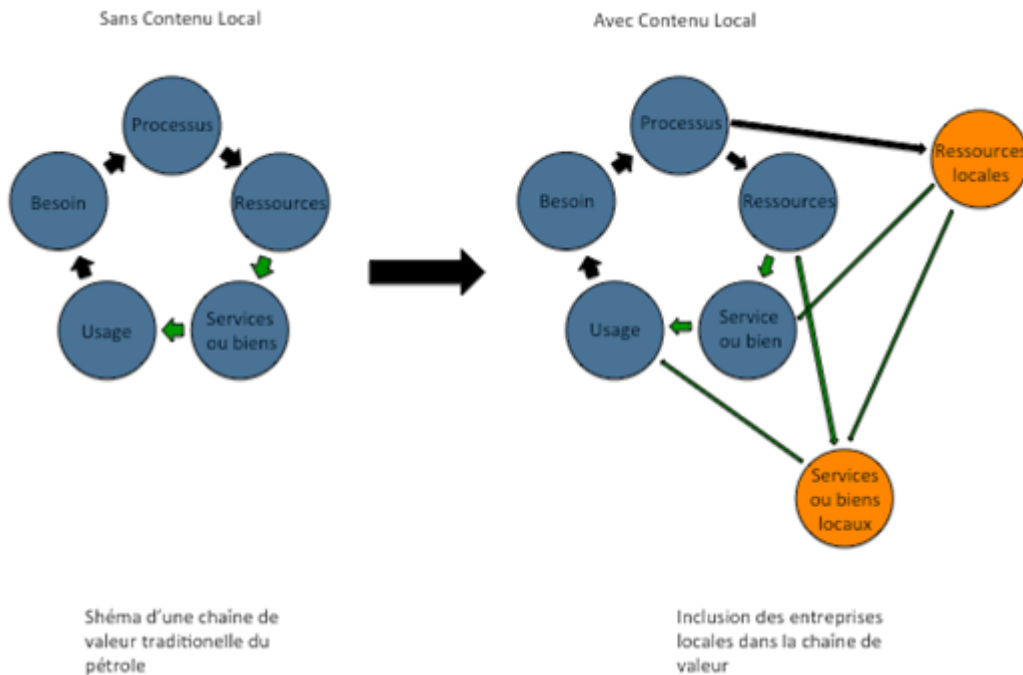 Sans Contenu Local
Processus
Besoin
Ressources
Usage
Services
ou biens
Shéma d'une chaîne de
valeur traditionelle du
pétrole
Avec Contenu Local
Processus
Ressources
locales
Besoin
Ressources
Usage
Service
ou bien
Services
ou biens
locaux
Inclusion des entreprises
locales dans la chaîne de
valeur